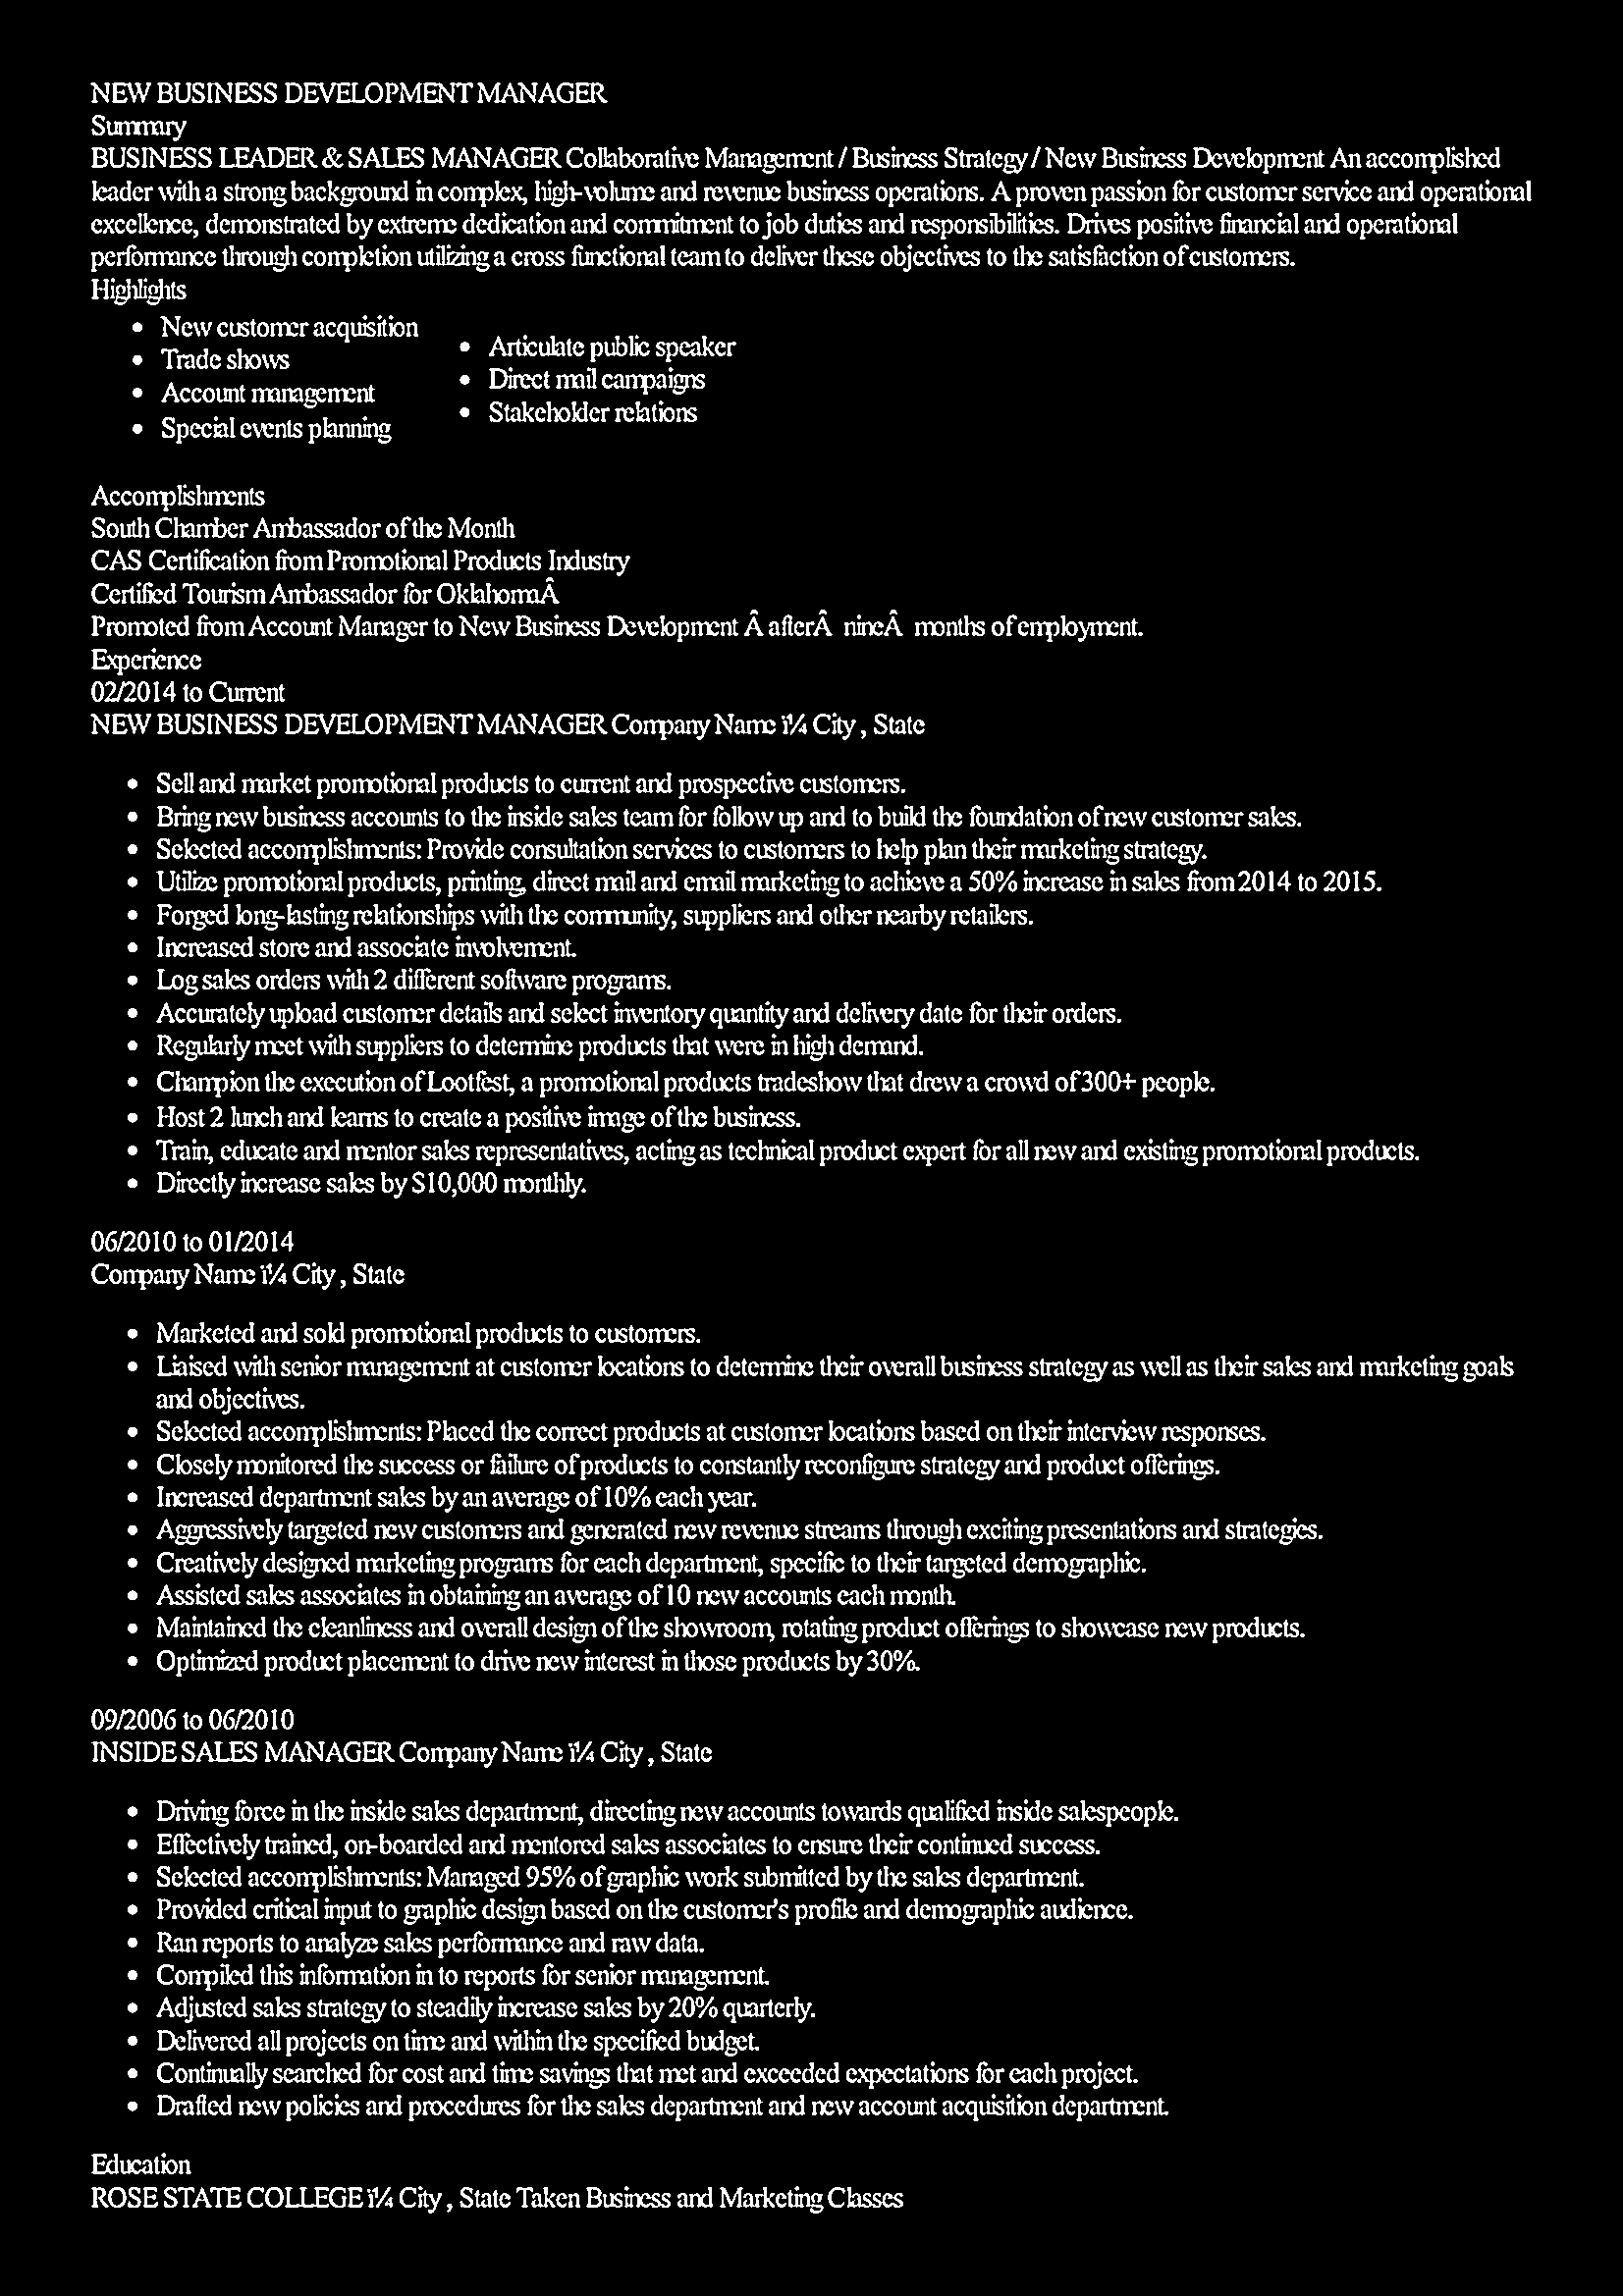 NEW BUSINESS DEVELOPMENT MANAGER
Summary
BUSINESS LEADER & SALES MANAGER Collaborative Management / Business Strategy / New Business Development An accomplished
leader with a strong background in complex, high-volume and revenue business operations. A proven passion for customer service and operational
excellence, demonstrated by extreme dedication and commitment to job duties and responsibilities. Drives positive financial and operational
performance through completion utilizing a cross functional team to deliver these objectives to the satisfaction of customers.
Highlights
• New customer acquisition
• Trade shows
• Account management
• Special events planning
• Articulate public speaker
• Direct mail campaigns
• Stakeholder relations
Accomplishments
South Chamber Ambassador of the Month
CAS Certification from Promotional Products Industry
Certified Tourism Ambassador for OklahomaÂ
Promoted from Account Manager to New Business Development Â afterÂ nineÂ months of employment.
Experience
02/2014 to Current
NEW BUSINESS DEVELOPMENT MANAGER Company Name ï¼ City , State
• Sell and market promotional products to current and prospective customers.
• Bring new business accounts to the inside sales team for follow up and to build the foundation of new customer sales.
• Selected accomplishments: Provide consultation services to customers to help plan their marketing strategy.
• Utilize promotional products, printing, direct mail and email marketing to achieve a 50% increase in sales from 2014 to 2015.
• Forged long-lasting relationships with the community, suppliers and other nearby retailers.
• Increased store and associate involvement.
• Log sales orders with 2 different software programs.
• Accurately upload customer details and select inventory quantity and delivery date for their orders.
• Regularly meet with suppliers to determine products that were in high demand.
• Champion the execution of Lootfest, a promotional products tradeshow that drew a crowd of 300+ people.
• Host 2 lunch and learns to create a positive image of the business.
• Train, educate and mentor sales representatives, acting as technical product expert for all new and existing promotional products.
• Directly increase sales by $10,000 monthly.
06/2010 to 01/2014
Company Name ï¼ City , State
• Marketed and sold promotional products to customers.
• Liaised with senior management at customer locations to determine their overall business strategy as well as their sales and marketing goals
and objectives.
• Selected accomplishments: Placed the correct products at customer locations based on their interview responses.
• Closely monitored the success or failure of products to constantly reconfigure strategy and product offerings.
• Increased department sales by an average of 10% each year.
• Aggressively targeted new customers and generated new revenue streams through exciting presentations and strategies.
• Creatively designed marketing programs for each department, specific to their targeted demographic.
• Assisted sales associates in obtaining an average of 10 new accounts each month.
• Maintained the cleanliness and overall design of the showroom, rotating product offerings to showcase new products.
• Optimized product placement to drive new interest in those products by 30%.
09/2006 to 06/2010
INSIDE SALES MANAGER Company Name ï¼ City , State
• Driving force in the inside sales department, directing new accounts towards qualified inside salespeople.
• Effectively trained, on-boarded and mentored sales associates to ensure their continued success.
• Selected accomplishments: Managed 95% of graphic work submitted by the sales department.
• Provided critical input to graphic design based on the customer's profile and demographic audience.
• Ran reports to analyze sales performance and raw data.
• Compiled this information in to reports for senior management.
• Adjusted sales strategy to steadily increase sales by 20% quarterly.
• Delivered all projects on time and within the specified budget.
• Continually searched for cost and time savings that met and exceeded expectations for each project.
• Drafted new policies and procedures for the sales department and new account acquisition department.
Education
ROSE STATE COLLEGE ï¼ City , State Taken Business and Marketing Classes